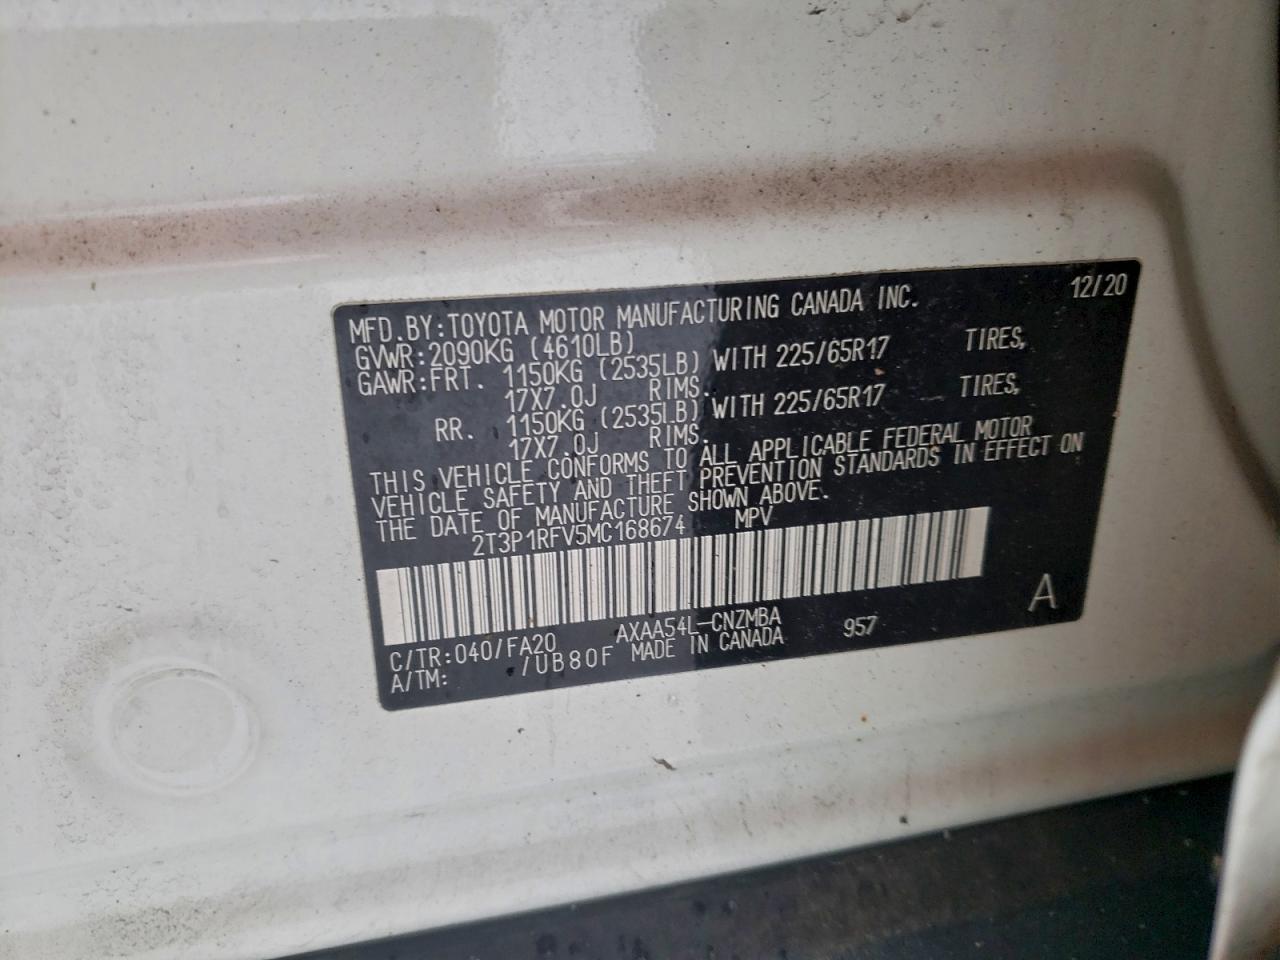 12/20
MFD.BY:TOYOTA MOTOR MANUFACTURING CANADA INC.
GVWR:2090KG (4610LB)
GAWR:FRT. 1150KG (2535LB) WITH 225/65R17 TIRES,
17X7.0J RIMS.
RR. 1150KG (2535LB) WITH 225/65R17 TIRES,
17X7.0J RIMS.
THIS VEHICLE CONFORMS TO ALL APPLICABLE FEDERAL MOTOR
VEHICLE SAFETY AND THEFT PREVENTION STANDARDS IN EFFECT ON
THE DATE OF MANUFACTURE SHOWN ABOVE.
2T3P1RFV5MC168674 MPV
A
C/TR:040/FA20 AXAA54L-CNZMBA 957
A/TM: /UB80F MADE IN CANADA